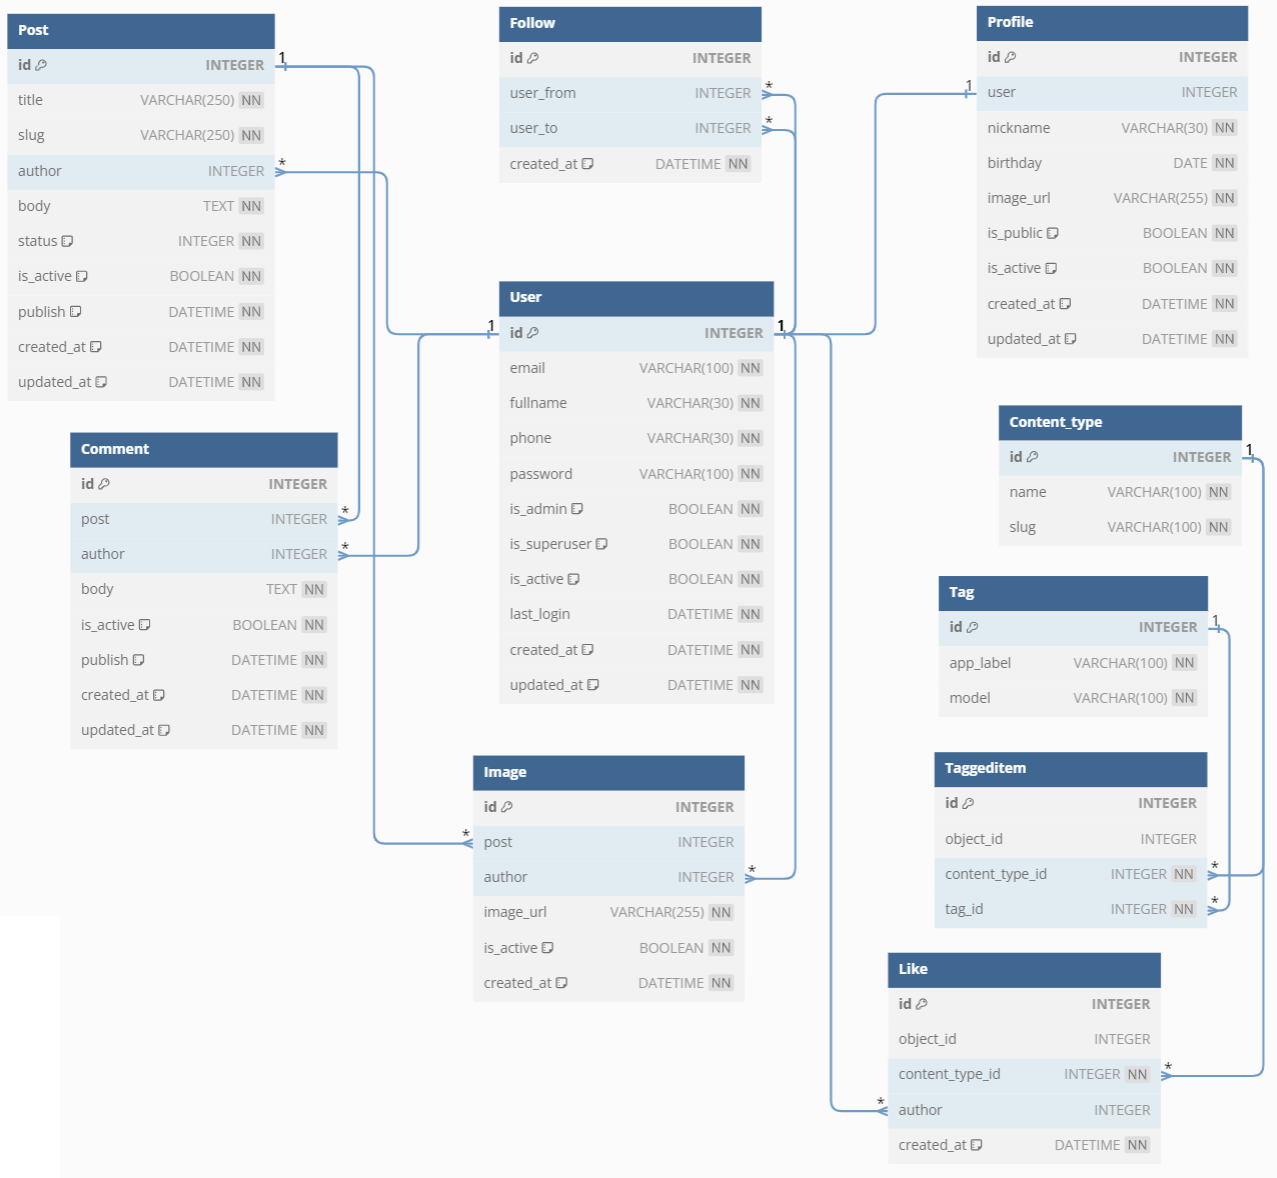 Post
id INTEGER
title VARCHAR(250) NN
slug VARCHAR(250) NN
author INTEGER
body TEXT NN
status INTEGER NN
is_active BOOLEAN NN
publish DATETIME NN
created_at DATETIME NN
updated_at DATETIME NN
1
*
Follow
id INTEGER
user_from INTEGER
user_to INTEGER
created_at DATETIME NN
*
*
Profile
id INTEGER
user INTEGER
nickname VARCHAR(30) NN
birthday DATE NN
image_url VARCHAR(255) NN
is_public BOOLEAN NN
is_active BOOLEAN NN
created_at DATETIME NN
updated_at DATETIME NN
1
User
id INTEGER
email VARCHAR(100) NN
fullname VARCHAR(30) NN
phone VARCHAR(30) NN
password VARCHAR(100) NN
is_admin BOOLEAN NN
is_superuser BOOLEAN NN
is_active BOOLEAN NN
last_login DATETIME NN
created_at DATETIME NN
updated_at DATETIME NN
1
1
Comment
id INTEGER
post INTEGER
author INTEGER
body TEXT NN
is_active BOOLEAN NN
publish DATETIME NN
created_at DATETIME NN
updated_at DATETIME NN
*
*
Content_type
id INTEGER
name VARCHAR(100) NN
slug VARCHAR(100) NN
1
Tag
id INTEGER
app_label VARCHAR(100) NN
model VARCHAR(100) NN
1
Image
id INTEGER
post INTEGER
author INTEGER
image_url VARCHAR(255) NN
is_active BOOLEAN NN
created_at DATETIME NN
*
*
Taggeditem
id INTEGER
object_id INTEGER
content_type_id INTEGER NN
tag_id INTEGER NN
*
*
Like
id INTEGER
object_id INTEGER
content_type_id INTEGER NN
author INTEGER
created_at DATETIME NN
*
*